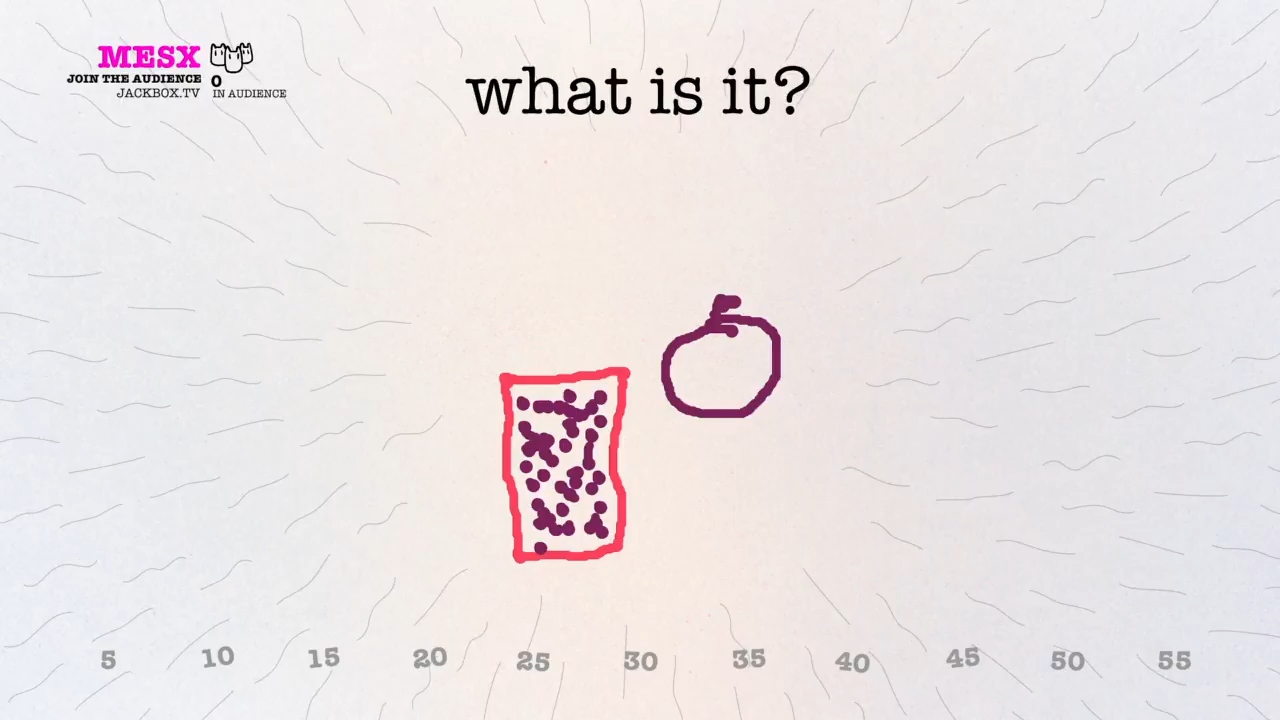 MESX
JOIN THE AUDIENCE
JACKBOX.TV
0
IN AUDIENCE
what is it?
5 10 15 20 25 30 35 40 45 50 55